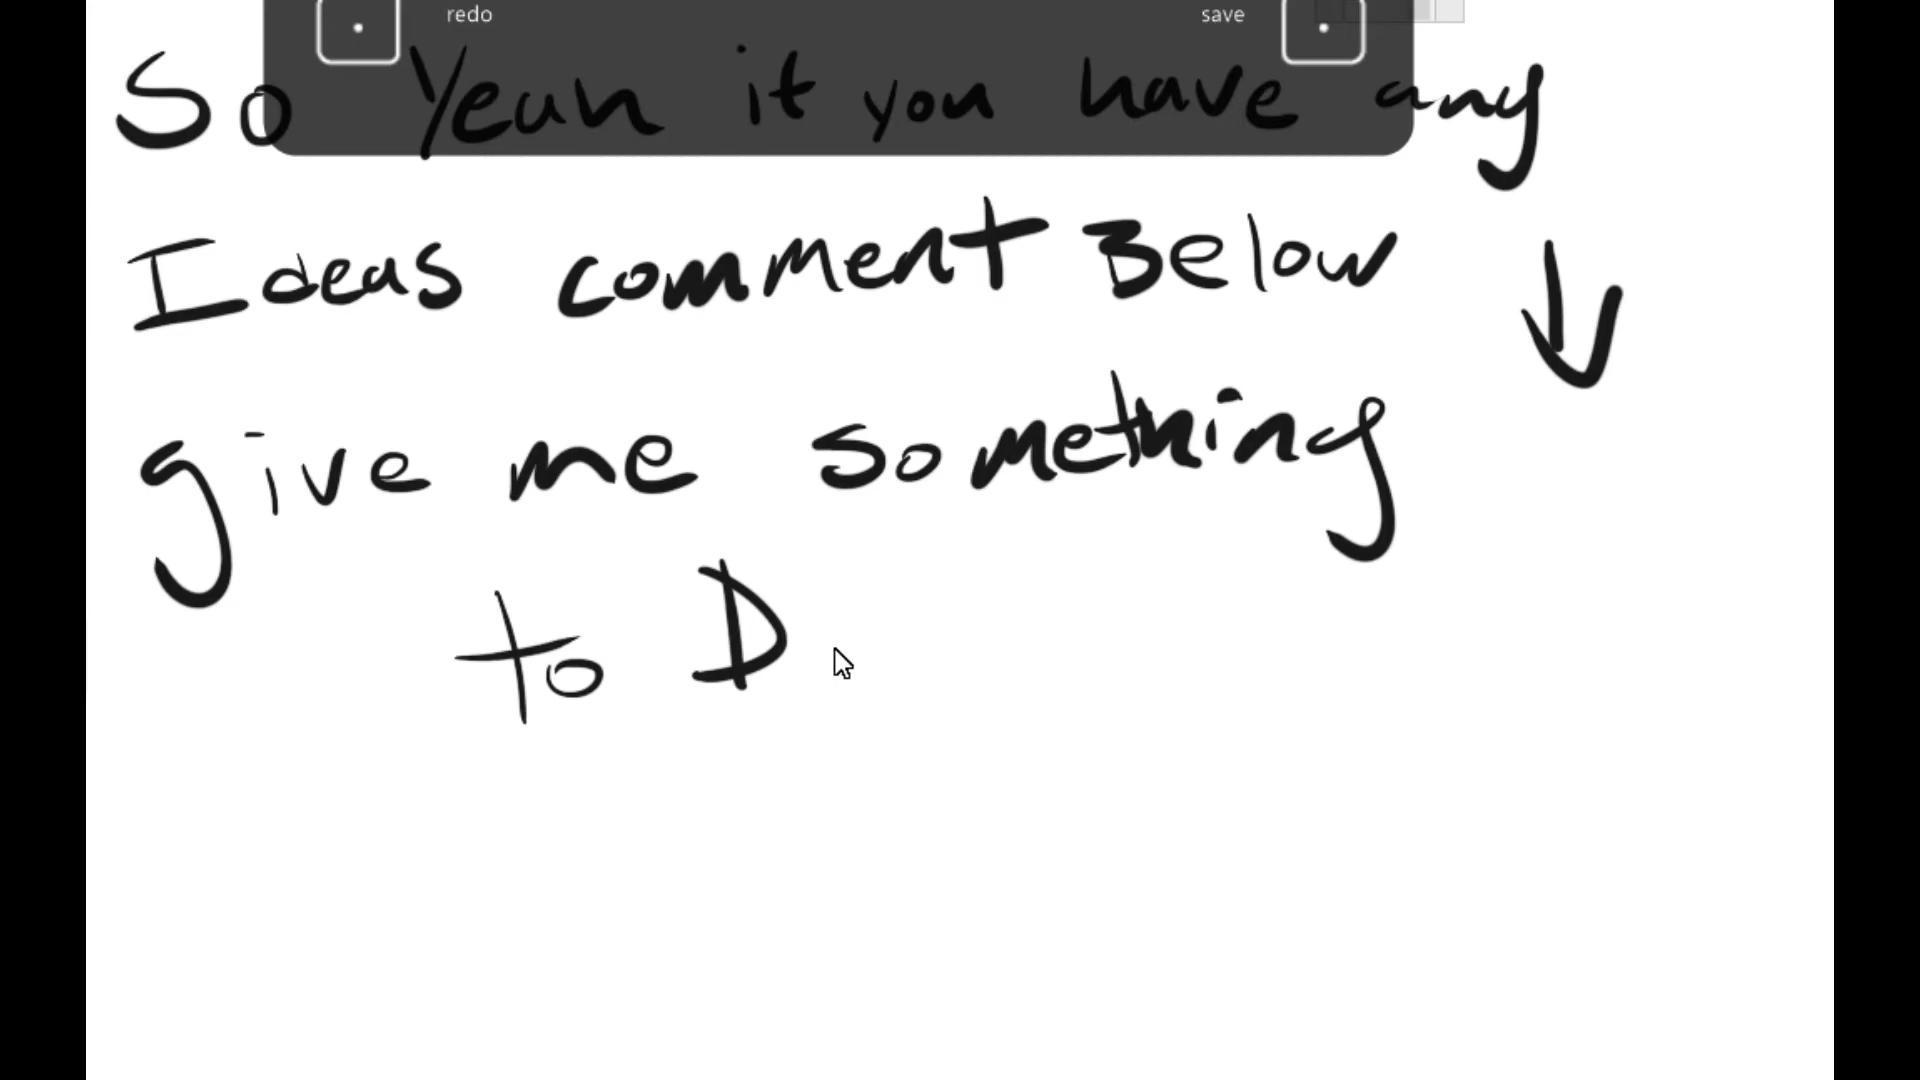 redo save
So Yeah if you have any
Ideas comment Below
give me something
to D